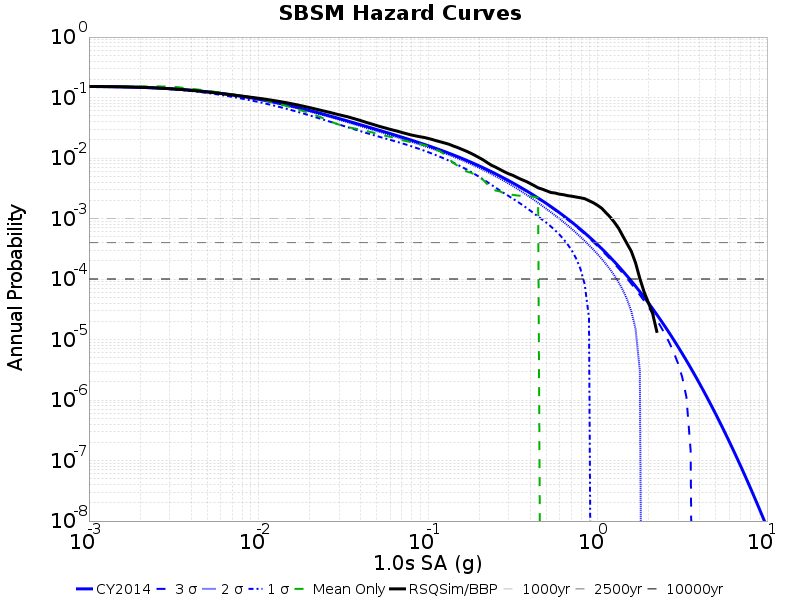 SBSM Hazard Curves
Annual Probability
10^0
10^-1
10^-2
10^-3
10^-4
10^-5
10^-6
10^-7
10^-8
10^-3 10^-2 10^-1 10^0 10^1
1.0s SA (g)
CY2014 3 σ 2 σ 1 σ Mean Only RSQSim/BBP 1000yr 2500yr 10000yr